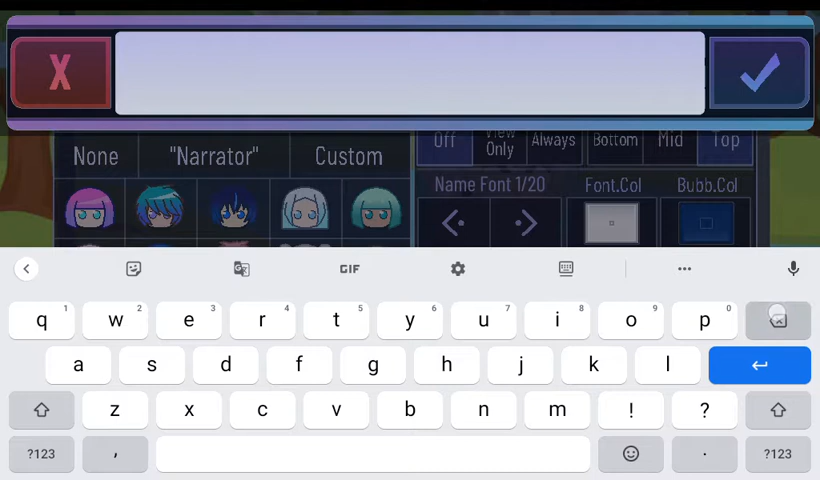 X
Off View Only Always Bottom Mid Top
None "Narrator" Custom
Name Font 1/20 Font.Col Bubb.Col
GIF
q 1 w 2 e 3 r 4 t 5 y 6 u 7 i 8 o 9 p 0
a s d f g h j k l
z x c v b n m ! ?
?123 , . ?123